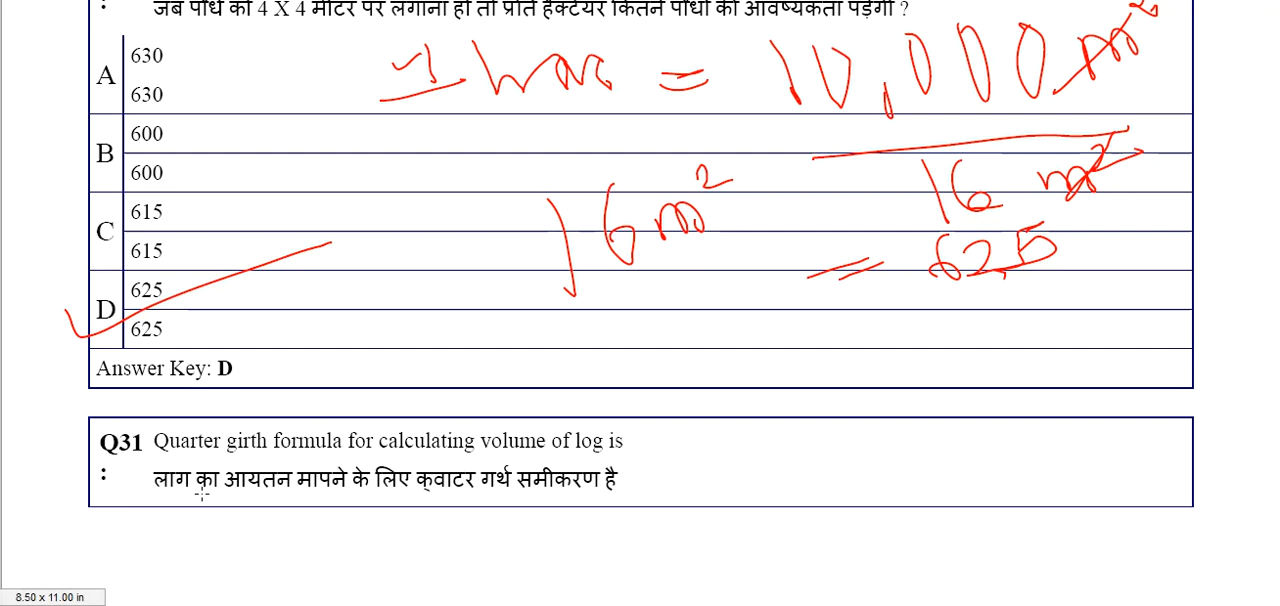 जब पौधे को 4 X 4 मीटर पर लगाना हो तो प्रति हेक्टेयर कितने पौधों की आवष्यकता पड़ेगी ?
:
A
630
630
B
600
600
C
615
615
D
625
625
1 hac = 10,000 m²
16 m²
16 m²
= 625
Answer Key: D
Q31 Quarter girth formula for calculating volume of log is
: लाग का आयतन मापने के लिए क्वाटर गर्थ समीकरण है
8.50 x 11.00 in